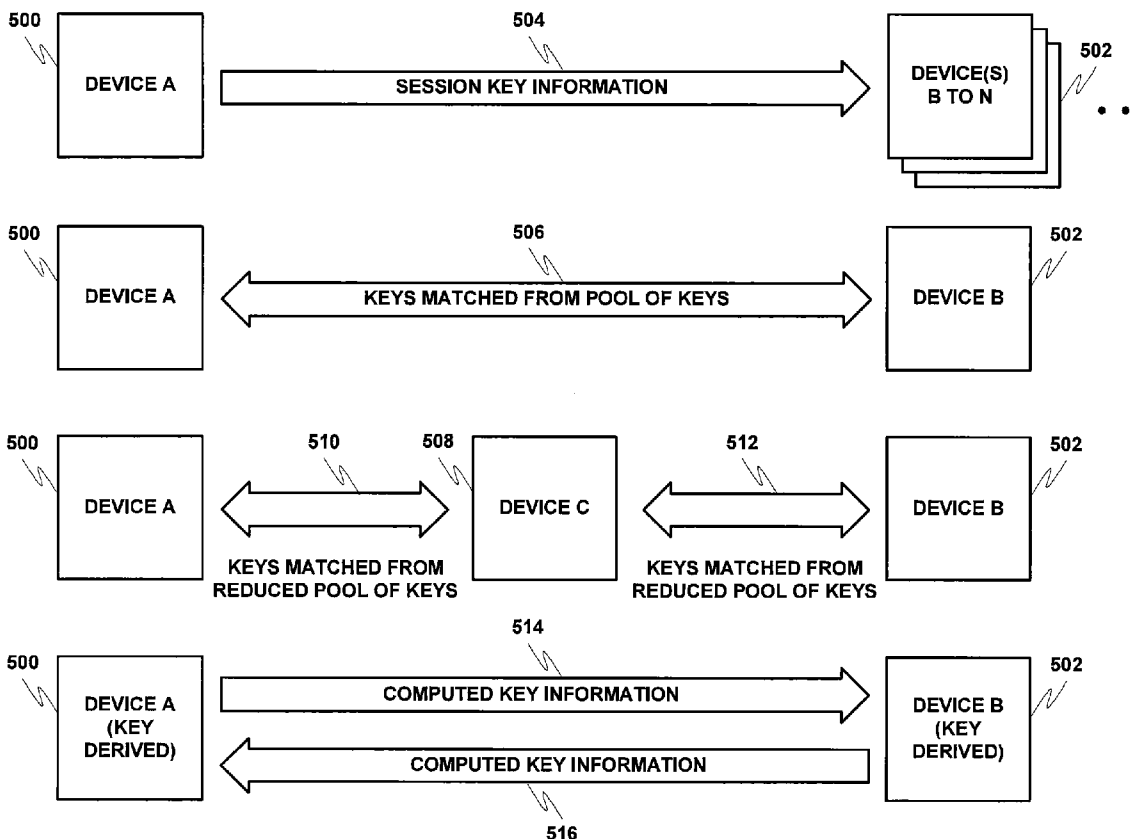 500
504
502
DEVICE A
SESSION KEY INFORMATION
DEVICE(S)
B TO N
500
506
502
DEVICE A
KEYS MATCHED FROM POOL OF KEYS
DEVICE B
500
510
508
512
502
DEVICE A
DEVICE C
DEVICE B
KEYS MATCHED FROM
REDUCED POOL OF KEYS
KEYS MATCHED FROM
REDUCED POOL OF KEYS
500
514
502
DEVICE A
(KEY
DERIVED)
COMPUTED KEY INFORMATION
COMPUTED KEY INFORMATION
DEVICE B
(KEY
DERIVED)
516